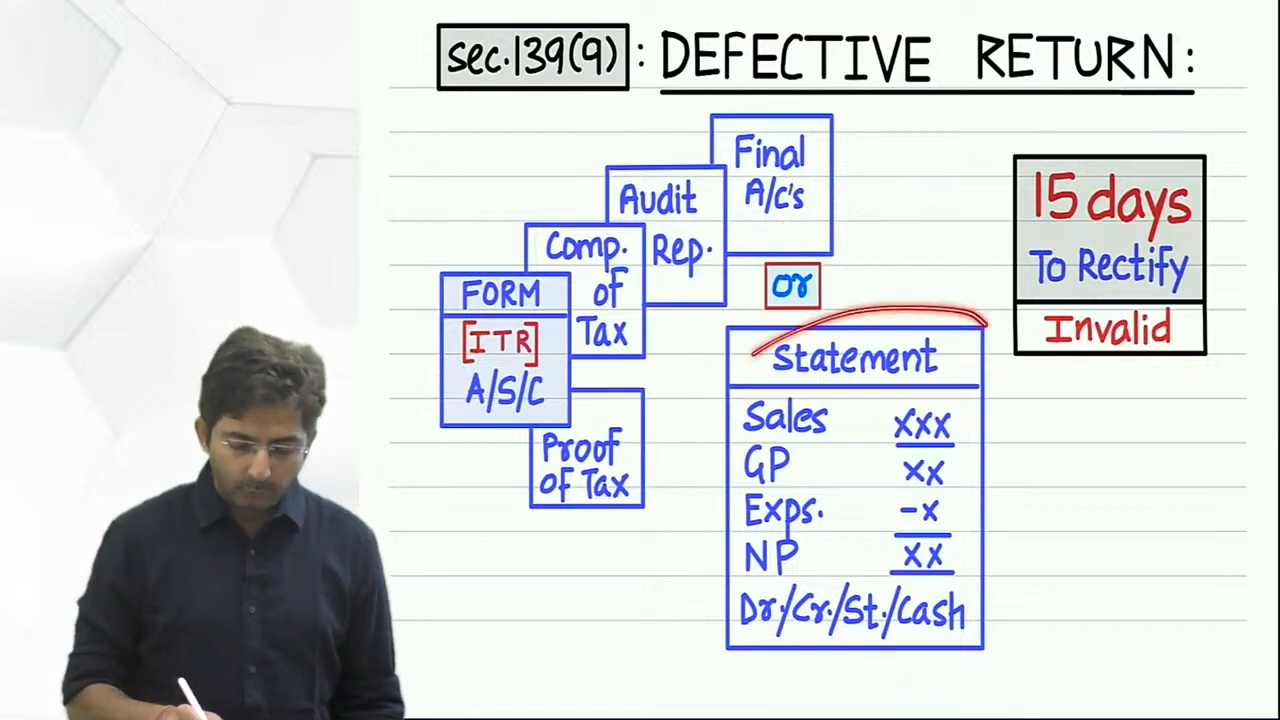 sec.139(9) : DEFECTIVE RETURN:
Final
A/c's
Audit
Rep.
Comp.
of
Tax
FORM
[ITR]
A/S/C
Proof
of Tax
or
Statement
Sales xxx
GP xx
Exps. -x
NP xx
Dr./Cr./St./Cash
15 days
To Rectify
Invalid